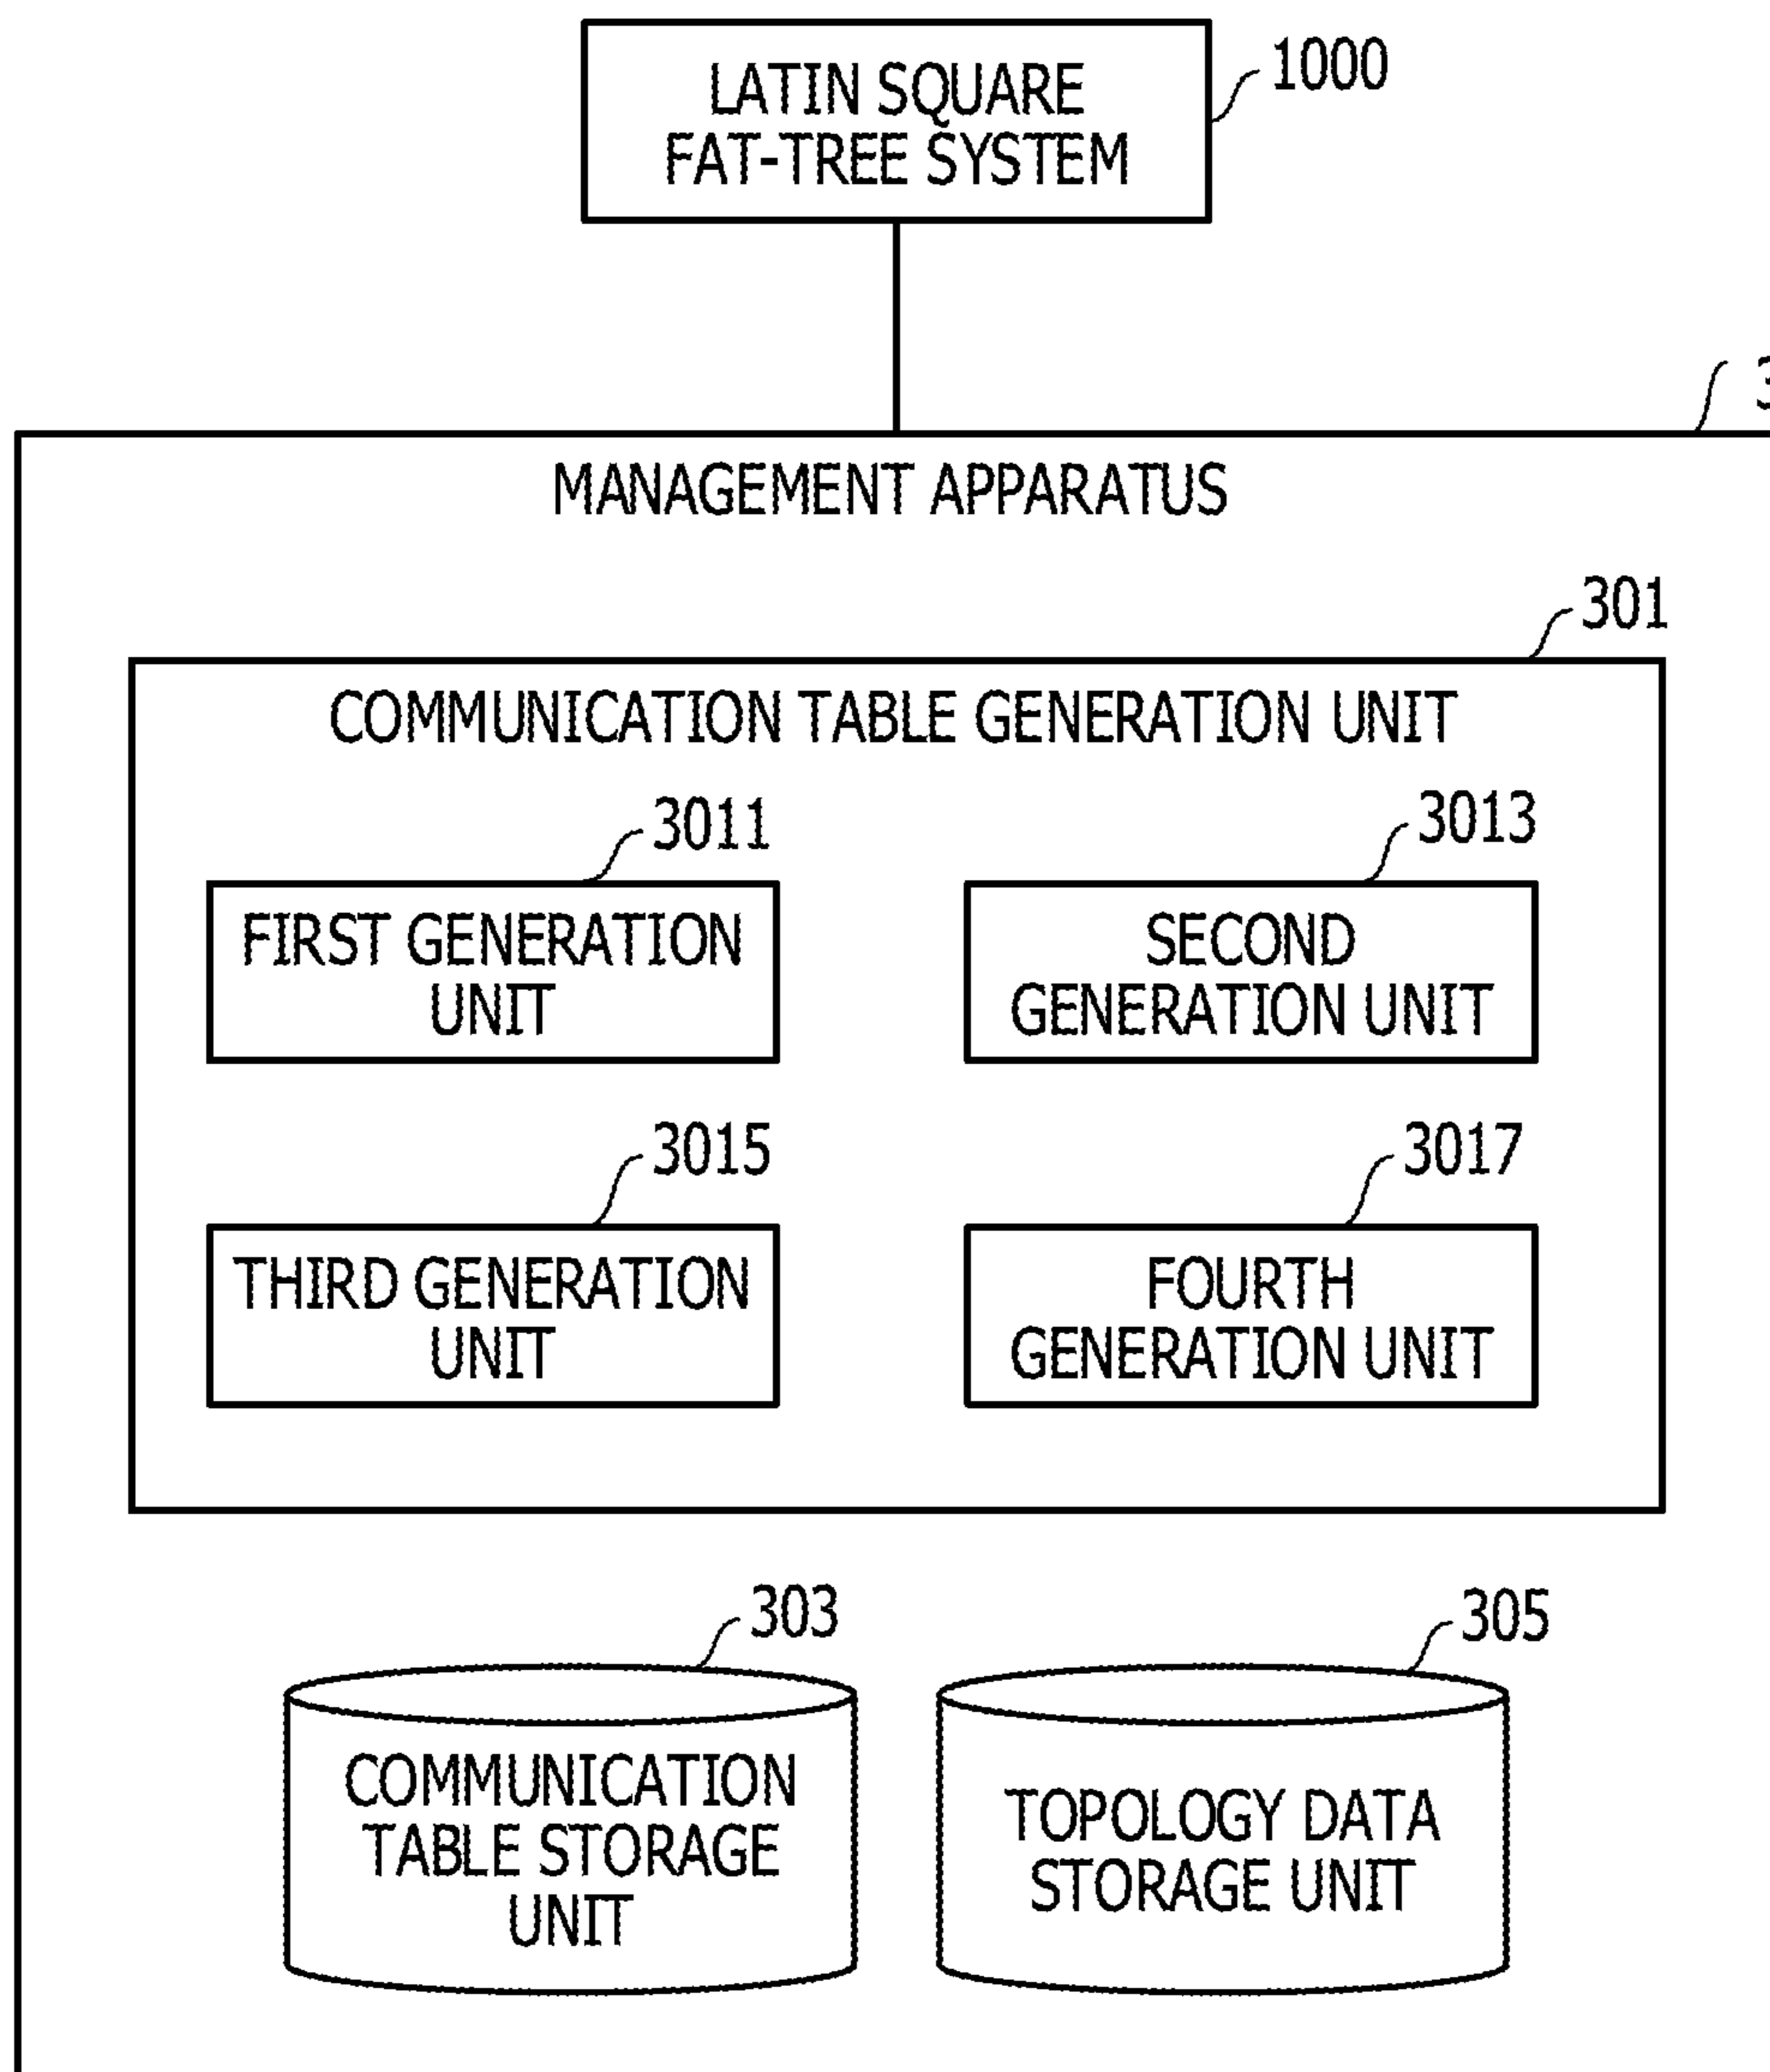 LATIN SQUARE
FAT-TREE SYSTEM
1000
MANAGEMENT APPARATUS
301
COMMUNICATION TABLE GENERATION UNIT
3011
3013
FIRST GENERATION
UNIT
SECOND
GENERATION UNIT
3015
3017
THIRD GENERATION
UNIT
FOURTH
GENERATION UNIT
303
305
COMMUNICATION
TABLE STORAGE
UNIT
TOPOLOGY DATA
STORAGE UNIT